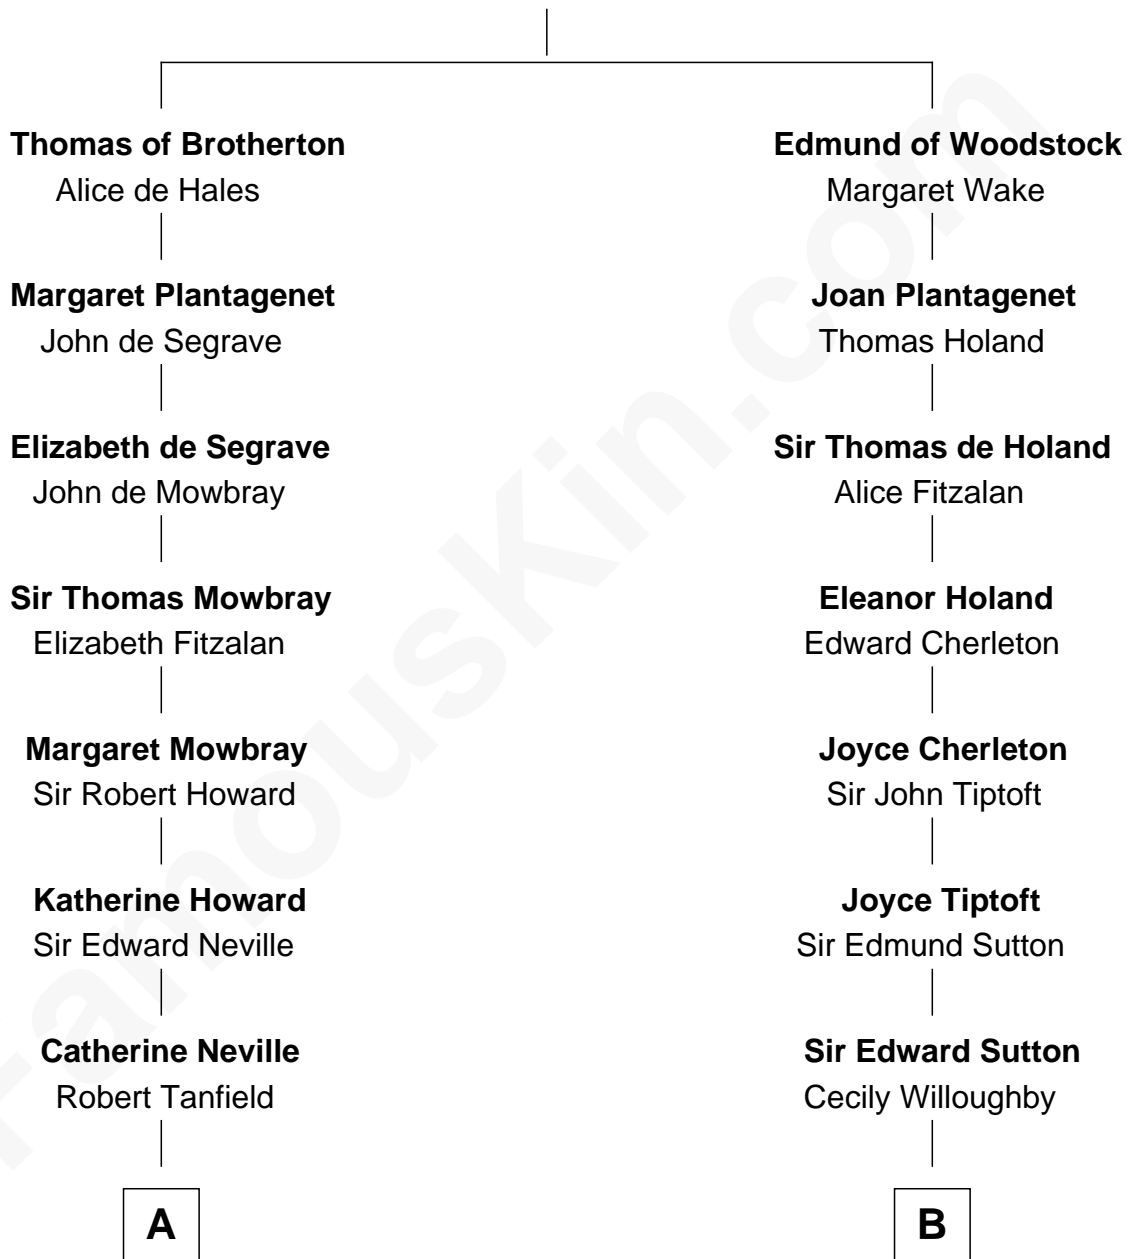 Thomas of Brotherton
Alice de Hales
Edmund of Woodstock
Margaret Wake
Margaret Plantagenet
John de Segrave
Joan Plantagenet
Thomas Holand
Elizabeth de Segrave
John de Mowbray
Sir Thomas de Holand
Alice Fitzalan
Sir Thomas Mowbray
Elizabeth Fitzalan
Eleanor Holand
Edward Cherleton
Margaret Mowbray
Sir Robert Howard
Joyce Cherleton
Sir John Tiptoft
Katherine Howard
Sir Edward Neville
Joyce Tiptoft
Sir Edmund Sutton
Catherine Neville
Robert Tanfield
Sir Edward Sutton
Cecily Willoughby
A
B
FamousKin.com